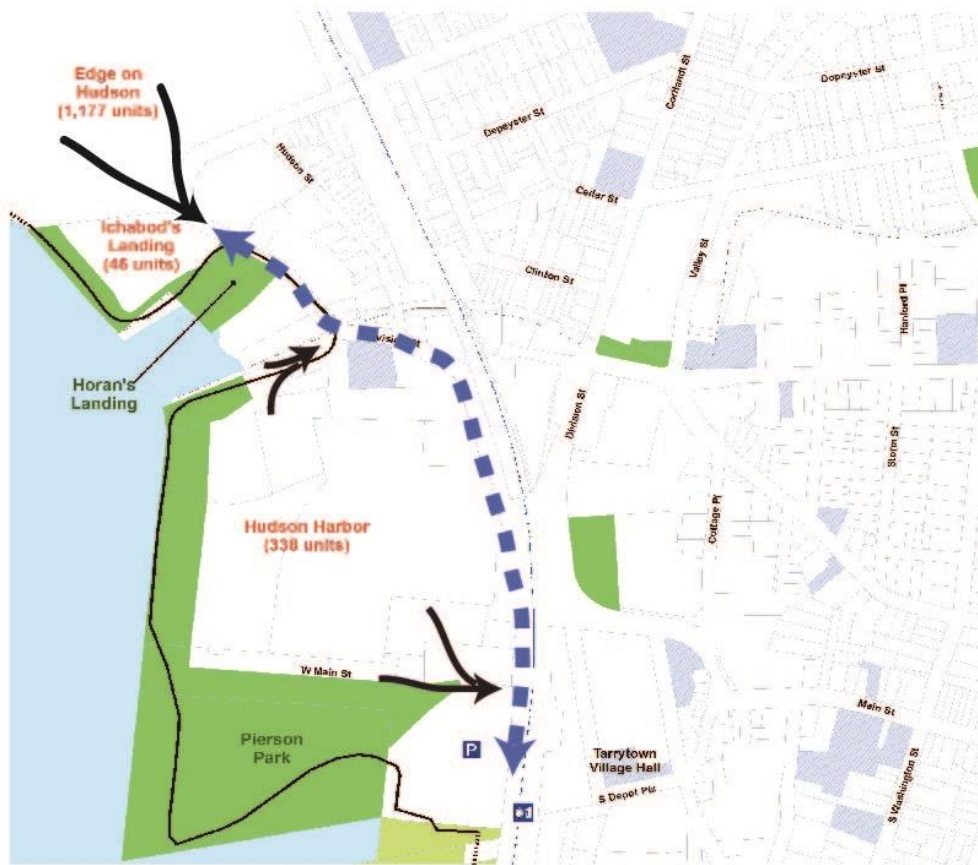 Edge on
Hudson
(1,177 units)
Depeyster St
Cortlandt St
Depeyster St
Hudson St
Cedar St
Ichabod's
Landing
(45 units)
Clinton St
Valley St
Hanford Pl
Horan's
Landing
Division St
Storm St
Cottage Pl
Hudson Harbor
(338 units)
W Main St
Main St
Pierson
Park
P
Tarrytown
Village Hall
S Depot Plz
S Washington St